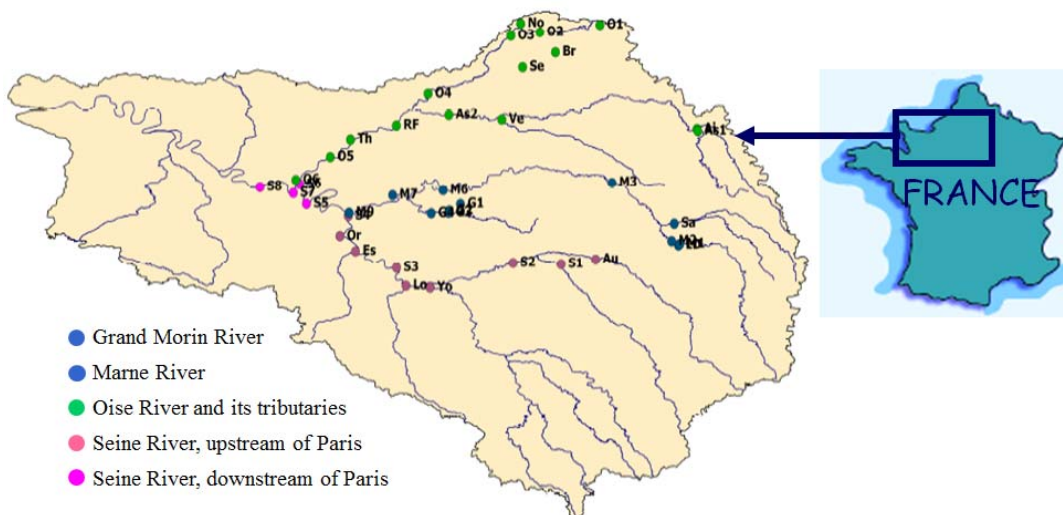 No
O3
O2
O1
Br
Se
O4
As2
Ve
As1
RF
Th
O5
O6
S8
S7
S5
M7
M6
G1
M3
Sa
Or
Es
S3
Lo
Yo
S2
S1
Au
FRANCE
Grand Morin River
Marne River
Oise River and its tributaries
Seine River, upstream of Paris
Seine River, downstream of Paris